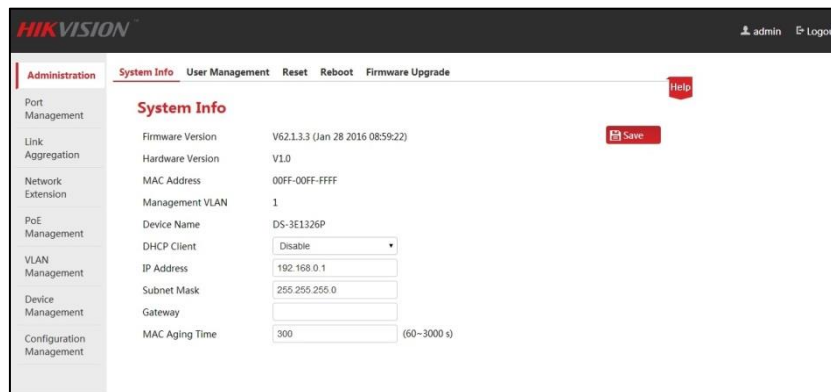 HIKVISION
admin Logou
Administration
Port
Management
Link
Aggregation
Network
Extension
PoE
Management
VLAN
Management
Device
Management
Configuration
Management
System Info User Management Reset Reboot Firmware Upgrade
Help
System Info
Save
Firmware Version V62.1.3.3 (Jan 28 2016 08:59:22)
Hardware Version V1.0
MAC Address 00FF-00FF-FFFF
Management VLAN 1
Device Name DS-3E1326P
DHCP Client Disable
IP Address 192.168.0.1
Subnet Mask 255.255.255.0
Gateway
MAC Aging Time 300 (60~3000 s)